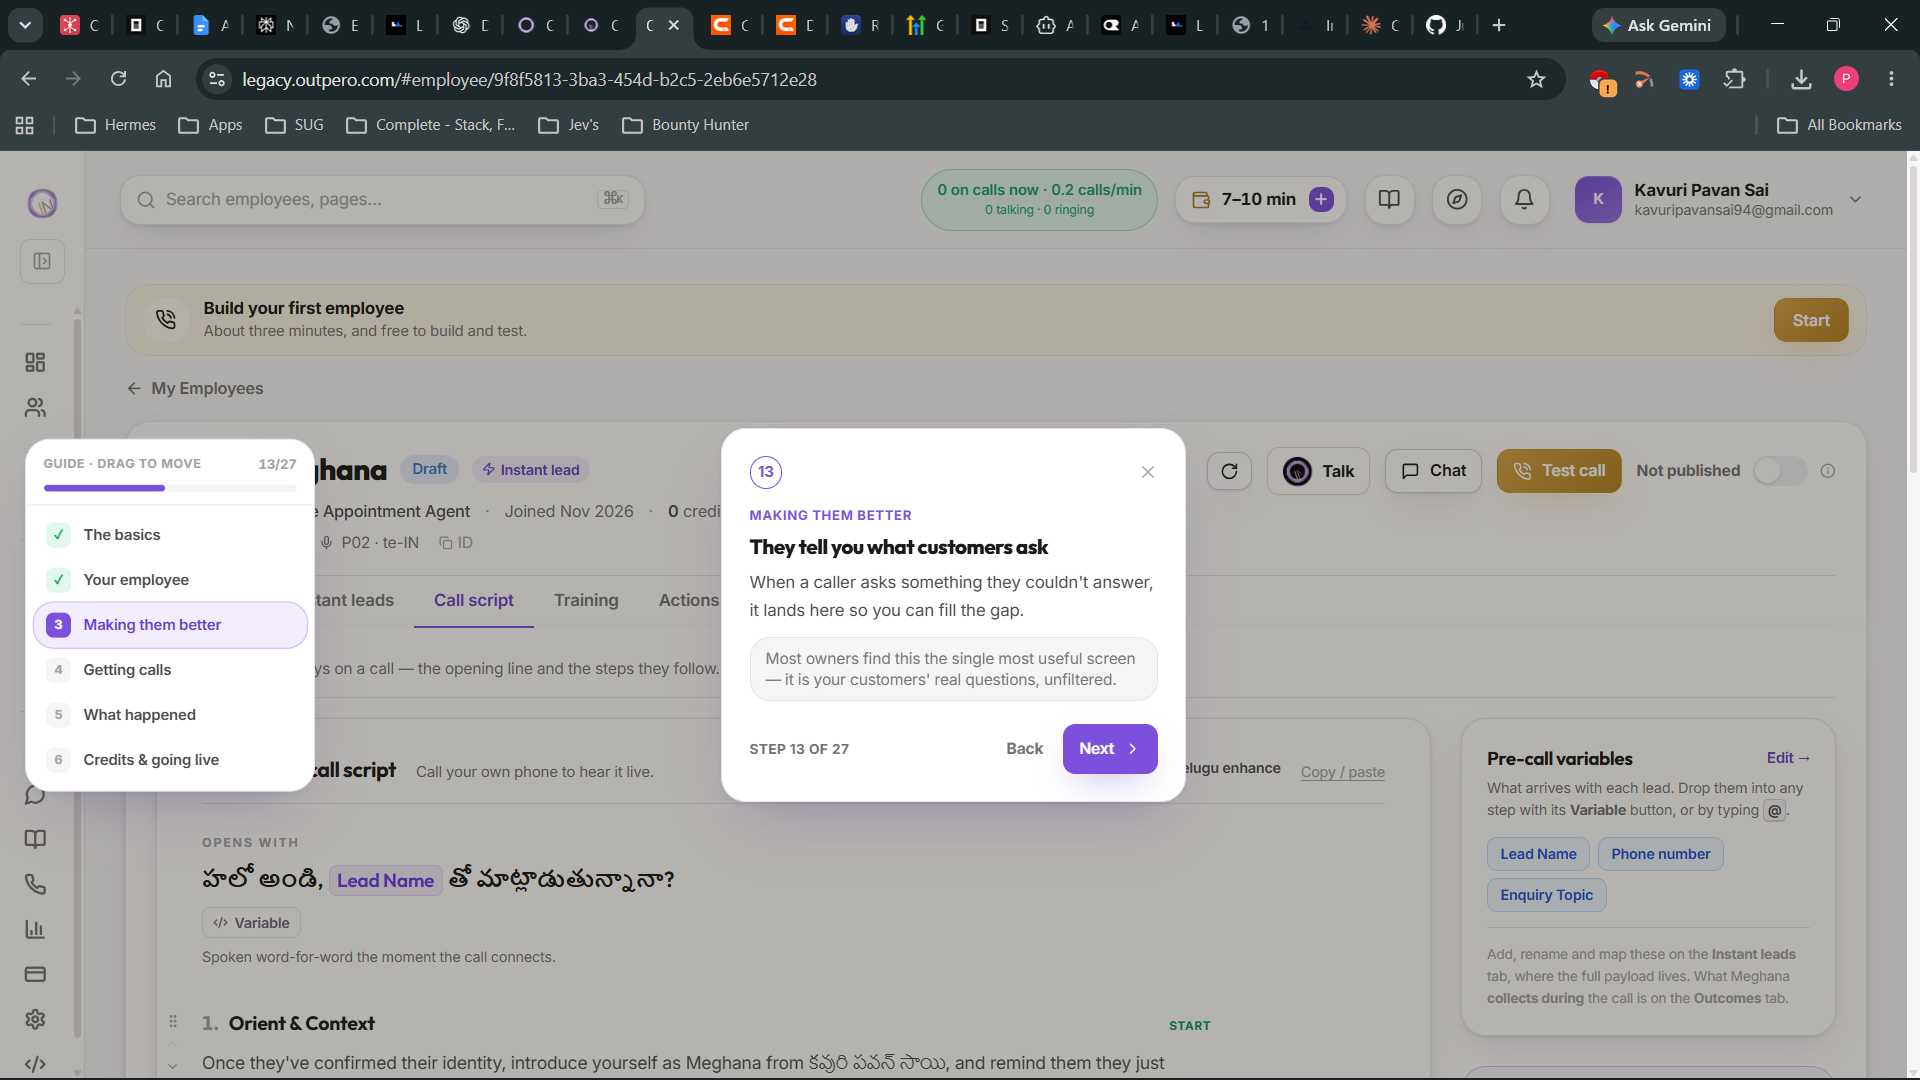 Ask Gemini
legacy.outpero.com/#employee/9f8f5813-3ba3-454d-b2c5-2eb6e5712e28
P
Hermes
Apps
SUG
Complete - Stack, F...
Jev's
Bounty Hunter
All Bookmarks
Search employees, pages...
⌘K
0 on calls now · 0.2 calls/min
0 talking · 0 ringing
7–10 min
K
Kavuri Pavan Sai
kavuripavansai94@gmail.com
Build your first employee
About three minutes, and free to build and test.
Start
My Employees
GUIDE · DRAG TO MOVE
13/27
The basics
Your employee
3 Making them better
4 Getting calls
5 What happened
6 Credits & going live
ghana
Draft
Instant lead
Talk
Chat
Test call
Not published
e Appointment Agent · Joined Nov 2026 · 0 credi
P02 · te-IN
ID
tant leads
Call script
Training
Actions
ys on a call — the opening line and the steps they follow.
13
MAKING THEM BETTER
They tell you what customers ask
When a caller asks something they couldn't answer,
it lands here so you can fill the gap.
Most owners find this the single most useful screen
— it is your customers' real questions, unfiltered.
STEP 13 OF 27
Back
Next
call script
Call your own phone to hear it live.
elugu enhance
Copy / paste
OPENS WITH
హలో అండి, Lead Name తో మాట్లాడుతున్నానా?
</> Variable
Spoken word-for-word the moment the call connects.
1. Orient & Context
START
Once they've confirmed their identity, introduce yourself as Meghana from కవురి పవన్ సాయి, and remind them they just
Pre-call variables
Edit →
What arrives with each lead. Drop them into any
step with its Variable button, or by typing @.
Lead Name
Phone number
Enquiry Topic
Add, rename and map these on the Instant leads
tab, where the full payload lives. What Meghana
collects during the call is on the Outcomes tab.